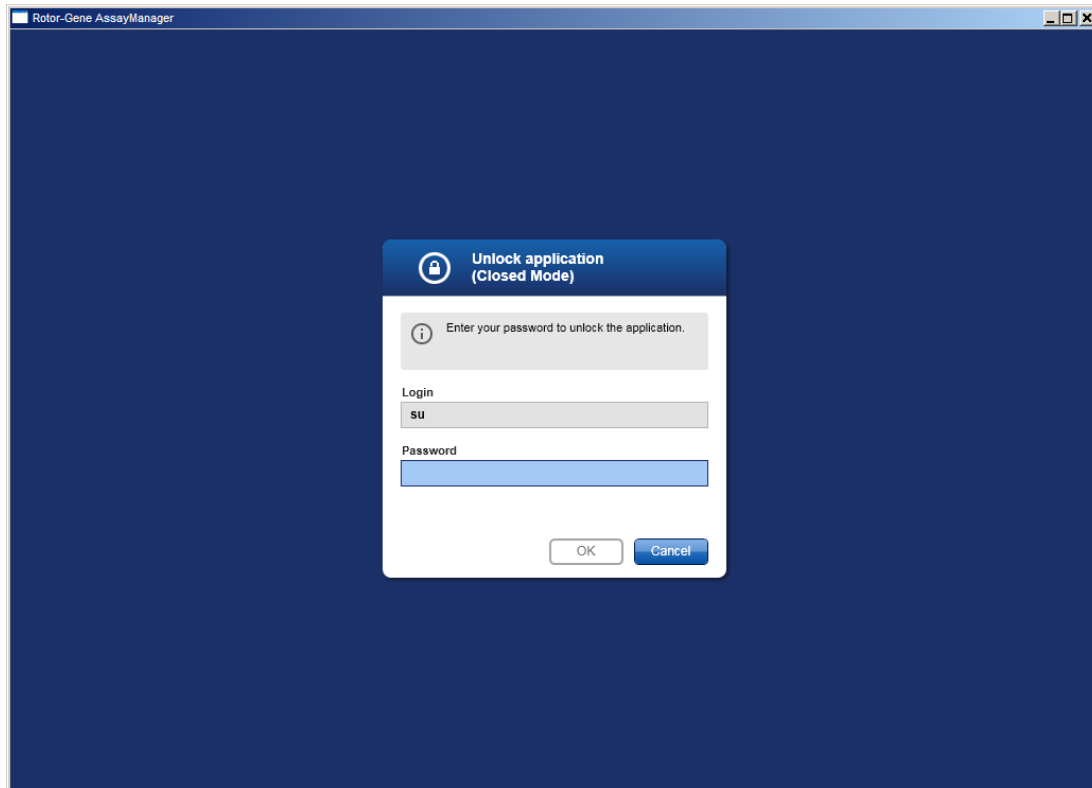 Rotor-Gene AssayManager
Unlock application
(Closed Mode)
Enter your password to unlock the application.
Login
su
Password
OK
Cancel